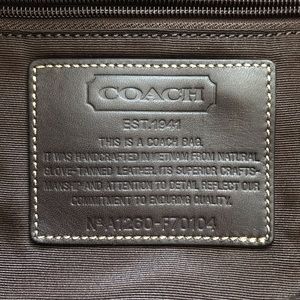 COACH
EST. 1941
THIS IS A COACH BAG.
IT WAS HANDCRAFTED IN VIETNAM FROM NATURAL
GLOVE-TANNED LEATHER. ITS SUPERIOR CRAFTS-
MANSHIP AND ATTENTION TO DETAIL REFLECT OUR
COMMITMENT TO ENDURING QUALITY.
Nº A1260-F70104